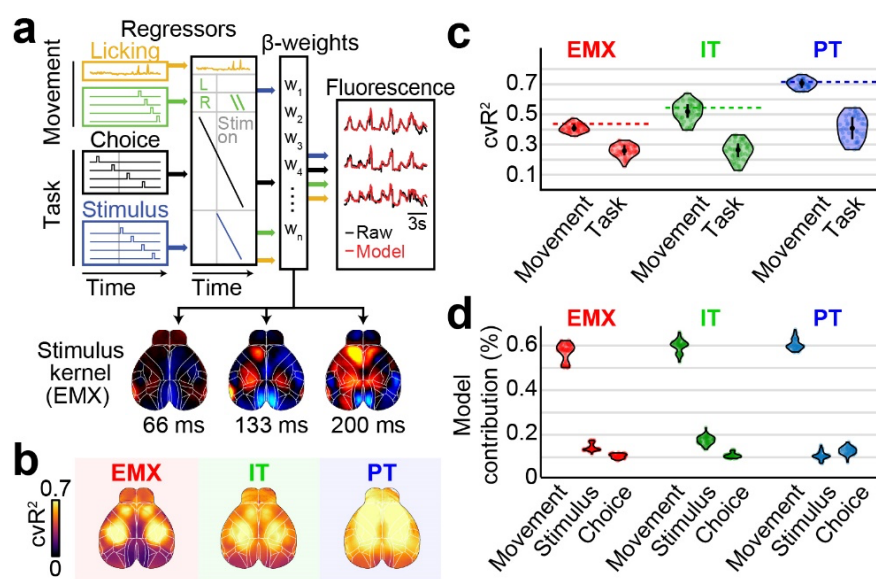 a
Regressors
Licking
Movement
L
R
Stim
on
Choice
Task
Stimulus
Time
Time
β-weights
w1
w2
w3
w4
wn
Fluorescence
3s
Raw
Model
Stimulus
kernel
(EMX)
66 ms
133 ms
200 ms
b
EMX
IT
PT
0.7
cvR²
0
c
EMX
IT
PT
cvR²
0.7
0.5
0.3
0.1
Movement
Task
Movement
Task
Movement
Task
d
EMX
IT
PT
Model
contribution (%)
0.6
0.2
0
Movement
Stimulus
Choice
Movement
Stimulus
Choice
Movement
Stimulus
Choice